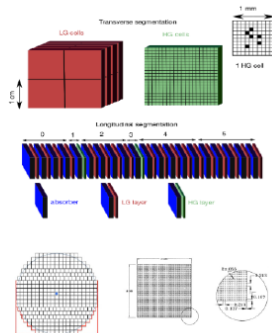 Transverse segmentation
1 mm
LG cells
HG cells
1 HG cell
1 cm
Longitudinal segmentation
0 1 2 3 4 5
absorber
LG layer
HG layer